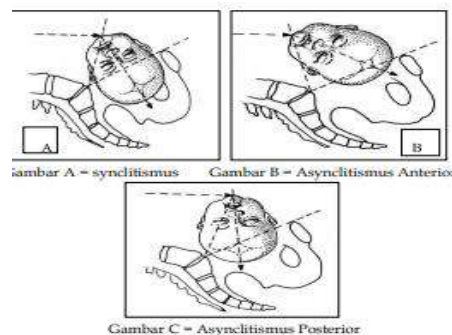 A
B
Gambar A = synclitismus
Gambar B = Asynclitismus Anterior
Gambar C = Asynclitismus Posterior